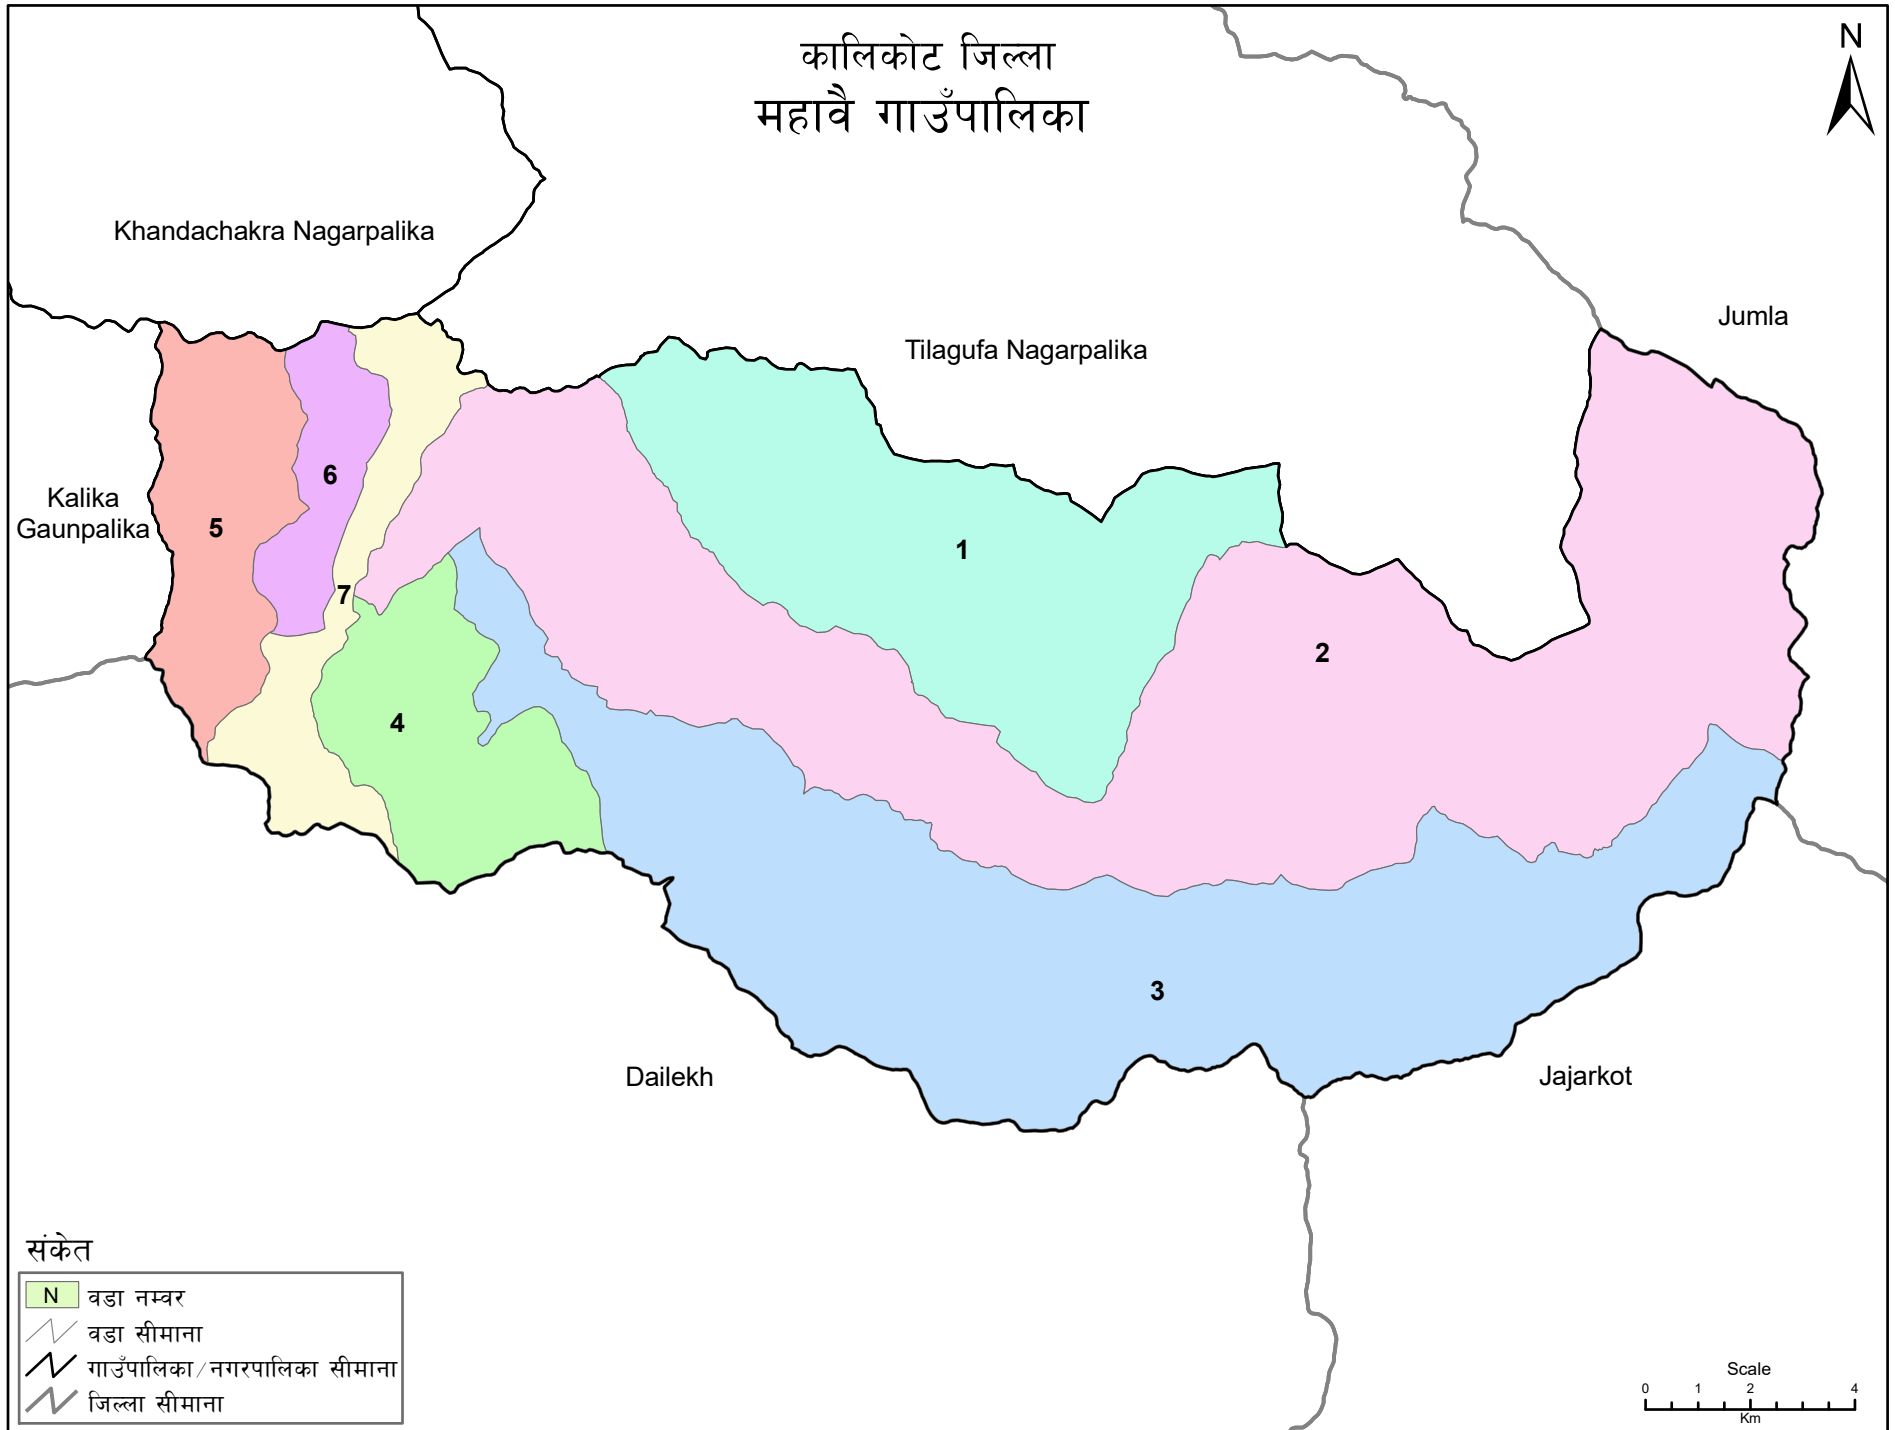 कालिकोट जिल्ला
महावै गाउँपालिका
N
Khandachakra Nagarpalika
Jumla
Tilagufa Nagarpalika
Kalika
Gaunpalika
5
6
7
4
1
2
3
Dailekh
Jajarkot
संकेत
N वडा नम्वर
वडा सीमाना
गाउँपालिका/नगरपालिका सीमाना
जिल्ला सीमाना
Scale
0 1 2 4
Km